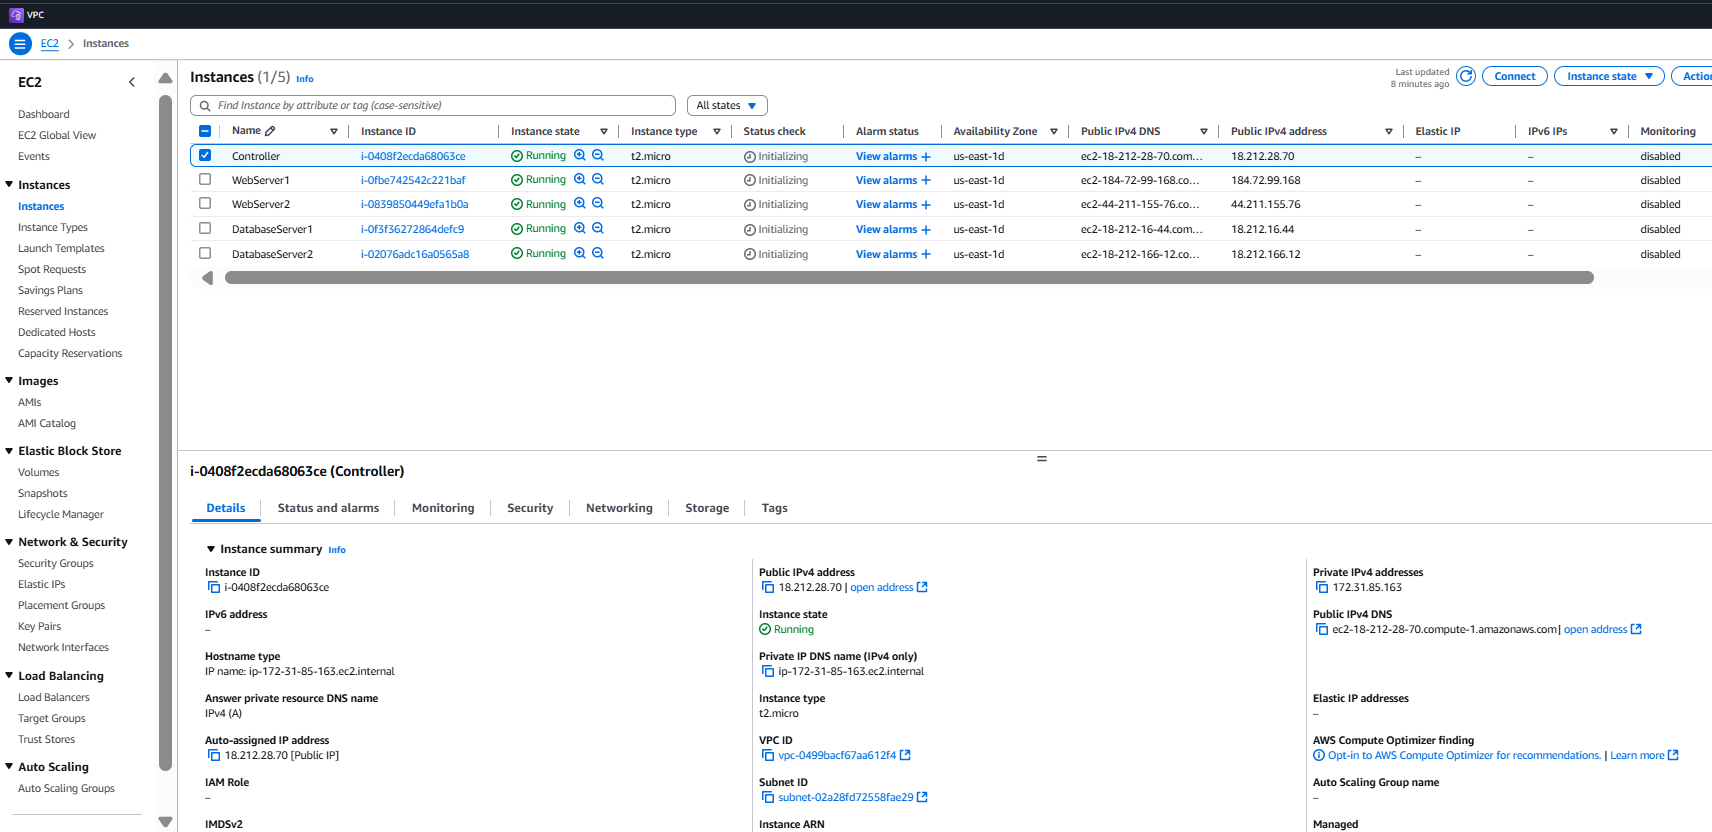 VPC
EC2 > Instances
EC2
Dashboard
EC2 Global View
Events
Instances
Instances
Instance Types
Launch Templates
Spot Requests
Savings Plans
Reserved Instances
Dedicated Hosts
Capacity Reservations
Images
AMIs
AMI Catalog
Elastic Block Store
Volumes
Snapshots
Lifecycle Manager
Network & Security
Security Groups
Elastic IPs
Placement Groups
Key Pairs
Network Interfaces
Load Balancing
Load Balancers
Target Groups
Trust Stores
Auto Scaling
Auto Scaling Groups
Instances (1/5) Info
Last updated
8 minutes ago
Connect Instance state Actio
Find Instance by attribute or tag (case-sensitive) All states
Name Instance ID Instance state Instance type Status check Alarm status Availability Zone Public IPv4 DNS Public IPv4 address Elastic IP IPv6 IPs Monitoring
Controller i-0408f2ecda68063ce Running t2.micro Initializing View alarms + us-east-1d ec2-18-212-28-70.com... 18.212.28.70 – – disabled
WebServer1 i-0fbe742542c221baf Running t2.micro Initializing View alarms + us-east-1d ec2-184-72-99-168.co... 184.72.99.168 – – disabled
WebServer2 i-0839850449efa1b0a Running t2.micro Initializing View alarms + us-east-1d ec2-44-211-155-76.co... 44.211.155.76 – – disabled
DatabaseServer1 i-0f3f36272864defc9 Running t2.micro Initializing View alarms + us-east-1d ec2-18-212-16-44.com... 18.212.16.44 – – disabled
DatabaseServer2 i-02076adc16a0565a8 Running t2.micro Initializing View alarms + us-east-1d ec2-18-212-166-12.co... 18.212.166.12 – – disabled
i-0408f2ecda68063ce (Controller)
Details Status and alarms Monitoring Security Networking Storage Tags
Instance summary Info
Instance ID
i-0408f2ecda68063ce
IPv6 address
–
Hostname type
IP name: ip-172-31-85-163.ec2.internal
Answer private resource DNS name
IPv4 (A)
Auto-assigned IP address
18.212.28.70 [Public IP]
IAM Role
–
IMDSv2
Public IPv4 address
18.212.28.70 | open address
Instance state
Running
Private IP DNS name (IPv4 only)
ip-172-31-85-163.ec2.internal
Instance type
t2.micro
VPC ID
vpc-0499bacf67aa612f4
Subnet ID
subnet-02a28fd72558fae29
Instance ARN
Private IPv4 addresses
172.31.85.163
Public IPv4 DNS
ec2-18-212-28-70.compute-1.amazonaws.com | open address
Elastic IP addresses
–
AWS Compute Optimizer finding
Opt-in to AWS Compute Optimizer for recommendations. | Learn more
Auto Scaling Group name
–
Managed